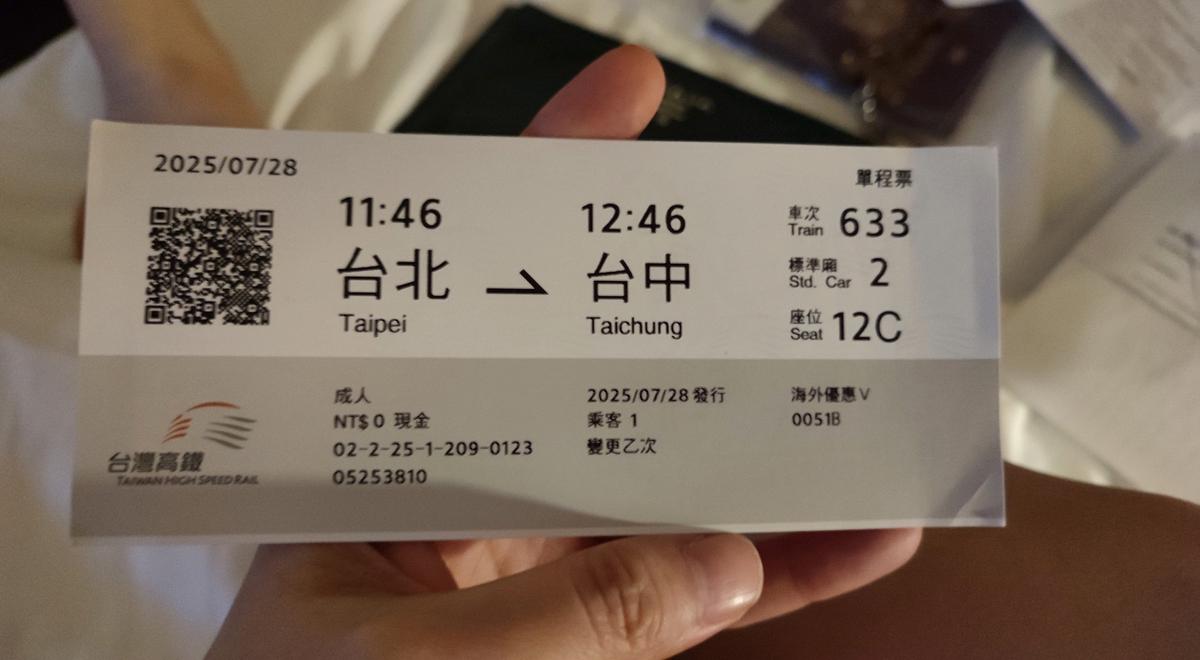 2025/07/28
單程票
11:46
12:46
車次
Train 633
台北
台中
標準廂
Std. Car 2
Taipei
Taichung
座位
Seat 12C
成人
2025/07/28 發行
海外優惠V
NT$ 0 現金
乘客 1
0051B
02-2-25-1-209-0123
變更乙次
05253810
台灣高鐵
TAIWAN HIGH SPEED RAIL